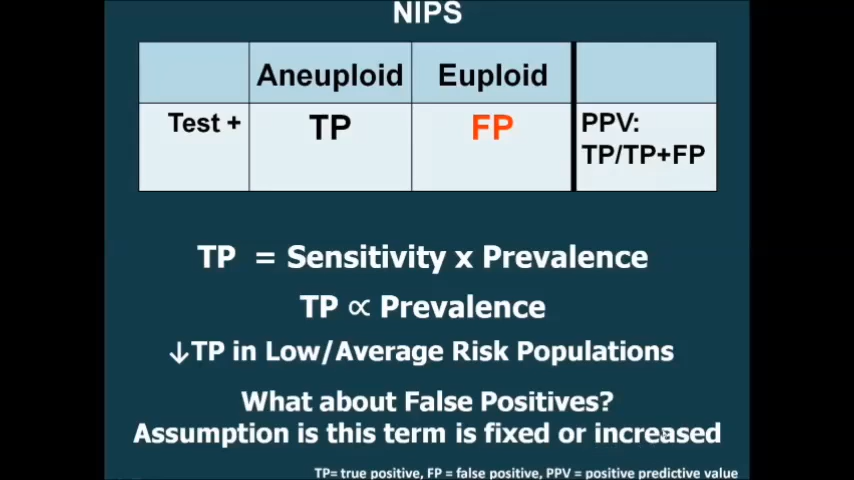 NIPS
Aneuploid Euploid
Test + TP FP PPV:
TP/TP+FP
TP = Sensitivity x Prevalence
TP ∝ Prevalence
↓TP in Low/Average Risk Populations
What about False Positives?
Assumption is this term is fixed or increased
TP= true positive, FP = false positive, PPV = positive predictive value